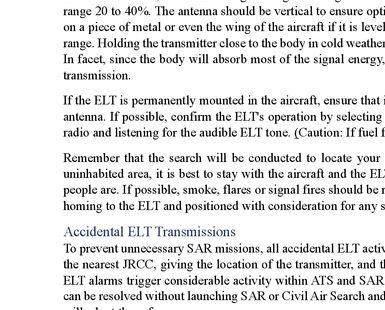 range 20 to 40%. The antenna should be vertical to ensure opti
on a piece of metal or even the wing of the aircraft if it is level
range. Holding the transmitter close to the body in cold weather
In facet, since the body will absorb most of the signal energy,
transmission.
If the ELT is permanently mounted in the aircraft, ensure that i
antenna. If possible, confirm the ELT's operation by selecting
radio and listening for the audible ELT tone. (Caution: If fuel f
Remember that the search will be conducted to locate your
uninhabited area, it is best to stay with the aircraft and the EL
people are. If possible, smoke, flares or signal fires should be r
homing to the ELT and positioned with consideration for any s
Accidental ELT Transmissions
To prevent unnecessary SAR missions, all accidental ELT activ
the nearest JRCC, giving the location of the transmitter, and th
ELT alarms trigger considerable activity within ATS and SAR
can be resolved without launching SAR or Civil Air Search and